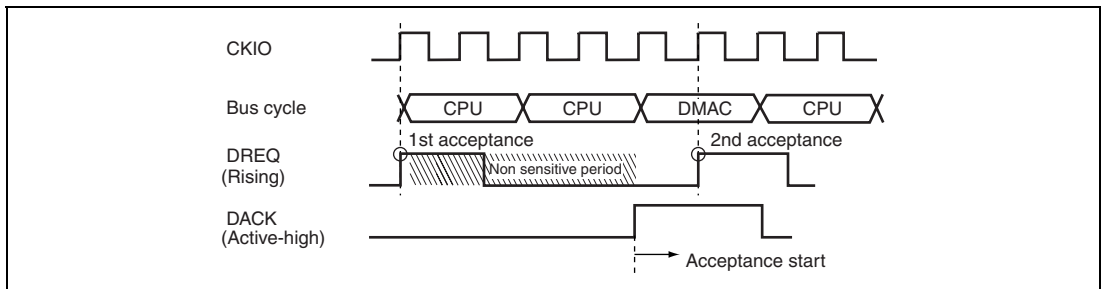 CKIO
Bus cycle
CPU CPU DMAC CPU
1st acceptance 2nd acceptance
DREQ
(Rising)
Non sensitive period
DACK
(Active-high)
Acceptance start